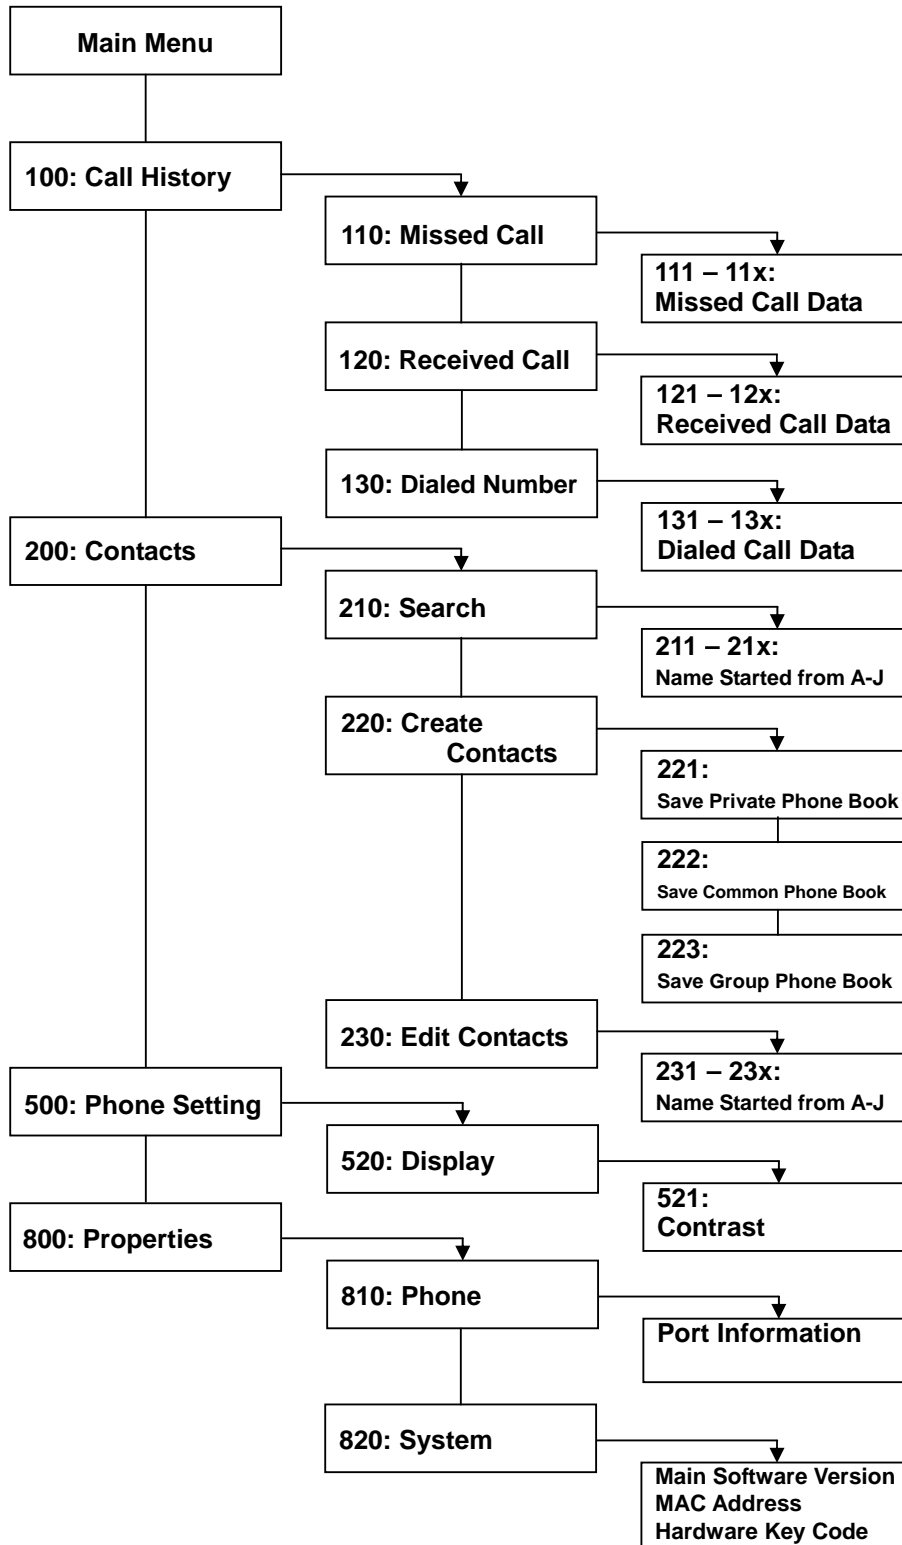 Main Menu
100: Call History
110: Missed Call
111 – 11x:
Missed Call Data
120: Received Call
121 – 12x:
Received Call Data
130: Dialed Number
131 – 13x:
Dialed Call Data
200: Contacts
210: Search
211 – 21x:
Name Started from A-J
220: Create
Contacts
221:
Save Private Phone Book
222:
Save Common Phone Book
223:
Save Group Phone Book
230: Edit Contacts
231 – 23x:
Name Started from A-J
500: Phone Setting
520: Display
521:
Contrast
800: Properties
810: Phone
Port Information
820: System
Main Software Version
MAC Address
Hardware Key Code